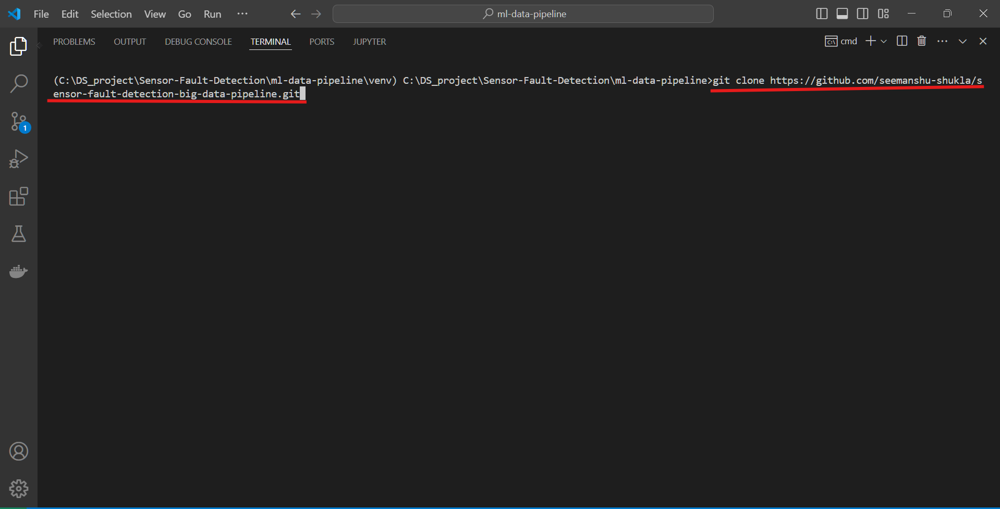 File Edit Selection View Go Run ··· ml-data-pipeline
PROBLEMS OUTPUT DEBUG CONSOLE TERMINAL PORTS JUPYTER cmd
(C:\DS_project\Sensor-Fault-Detection\ml-data-pipeline\venv) C:\DS_project\Sensor-Fault-Detection\ml-data-pipeline>git clone https://github.com/seemanshu-shukla/s
ensor-fault-detection-big-data-pipeline.git
1